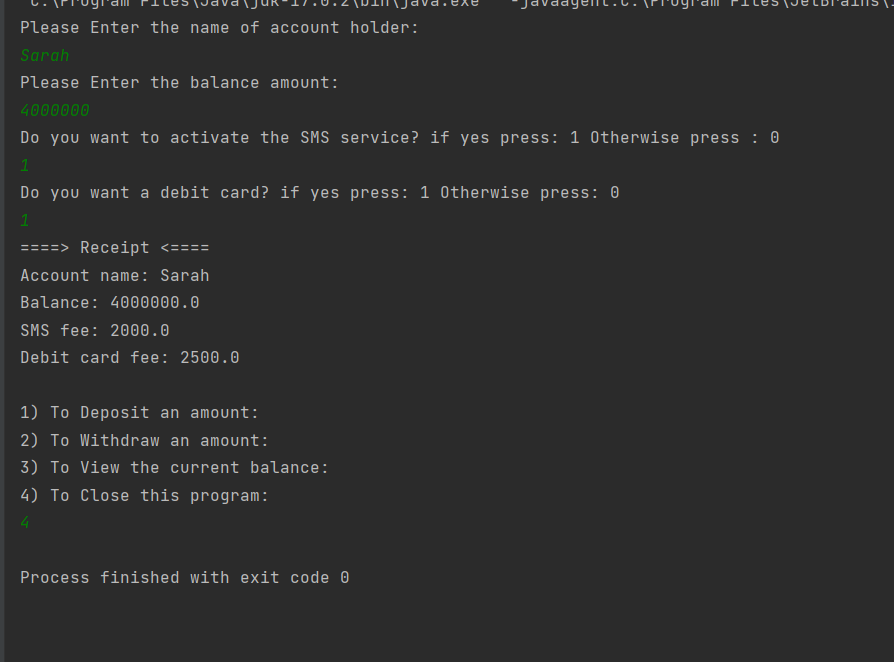 C:\Program Files\Java\jdk-17.0.2\bin\java.exe" "-javaagent:C:\Program Files\JetBrains\
Please Enter the name of account holder:
Sarah
Please Enter the balance amount:
4000000
Do you want to activate the SMS service? if yes press: 1 Otherwise press : 0
1
Do you want a debit card? if yes press: 1 Otherwise press: 0
1
====> Receipt <====
Account name: Sarah
Balance: 4000000.0
SMS fee: 2000.0
Debit card fee: 2500.0
1) To Deposit an amount:
2) To Withdraw an amount:
3) To View the current balance:
4) To Close this program:
4
Process finished with exit code 0